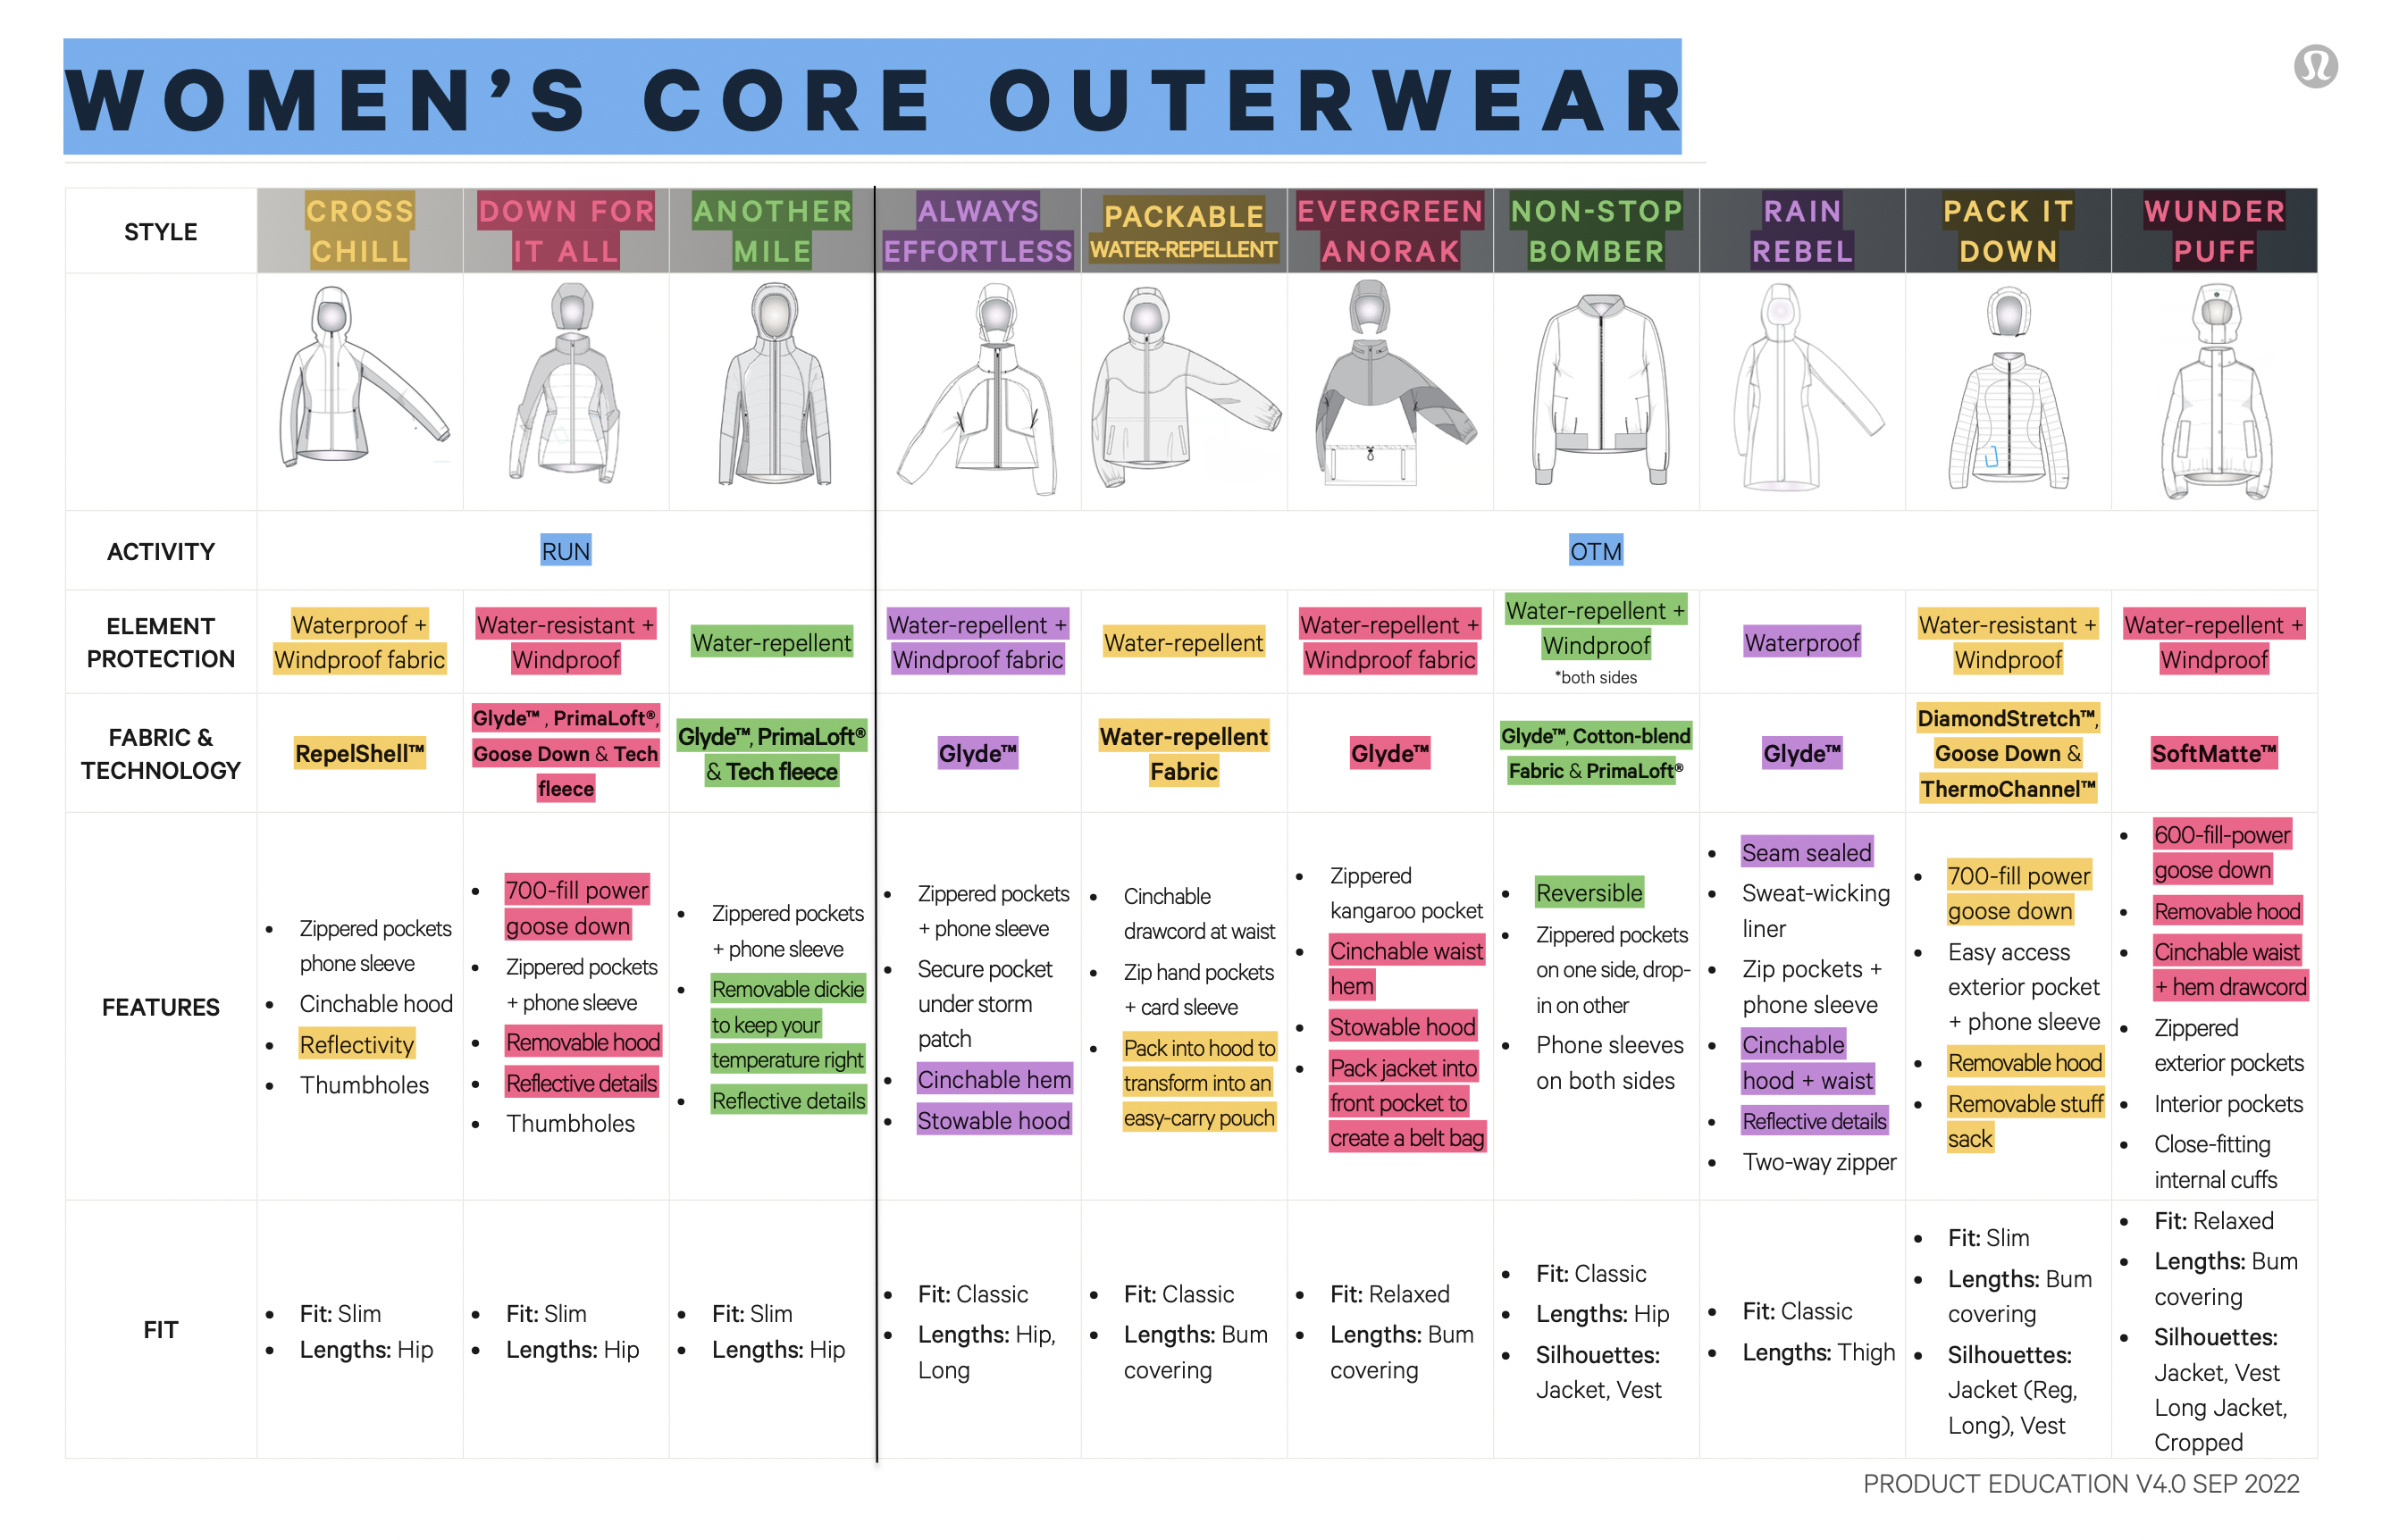 WOMEN’S CORE OUTERWEAR
STYLE
CROSS
CHILL
DOWN FOR
IT ALL
ANOTHER
MILE
ALWAYS
EFFORTLESS
PACKABLE
WATER-REPELLENT
EVERGREEN
ANORAK
NON-STOP
BOMBER
RAIN
REBEL
PACK IT
DOWN
WUNDER
PUFF
ACTIVITY
RUN
OTM
ELEMENT
PROTECTION
Waterproof +
Windproof fabric
Water-resistant +
Windproof
Water-repellent
Water-repellent +
Windproof fabric
Water-repellent
Water-repellent +
Windproof fabric
Water-repellent +
Windproof
*both sides
Waterproof
Water-resistant +
Windproof
Water-repellent +
Windproof
FABRIC &
TECHNOLOGY
RepelShell™
Glyde™ , PrimaLoft®,
Goose Down & Tech
fleece
Glyde™, PrimaLoft®
& Tech fleece
Glyde™
Water-repellent
Fabric
Glyde™
Glyde™, Cotton-blend
Fabric & PrimaLoft®
Glyde™
DiamondStretch™,
Goose Down &
ThermoChannel™
SoftMatte™
FEATURES
• Zippered pockets
phone sleeve
• Cinchable hood
• Reflectivity
• Thumbholes
• 700-fill power
goose down
• Zippered pockets
+ phone sleeve
• Removable hood
• Reflective details
• Thumbholes
• Zippered pockets
+ phone sleeve
• Removable dickie
to keep your
temperature right
• Reflective details
• Zippered pockets
+ phone sleeve
• Secure pocket
under storm
patch
• Cinchable hem
• Stowable hood
• Cinchable
drawcord at waist
• Zip hand pockets
+ card sleeve
• Pack into hood to
transform into an
easy-carry pouch
• Zippered
kangaroo pocket
• Cinchable waist
hem
• Stowable hood
• Pack jacket into
front pocket to
create a belt bag
• Reversible
• Zippered pockets
on one side, drop-
in on other
• Phone sleeves
on both sides
• Seam sealed
• Sweat-wicking
liner
• Zip pockets +
phone sleeve
• Cinchable
hood + waist
• Reflective details
• Two-way zipper
• 700-fill power
goose down
• Easy access
exterior pocket
+ phone sleeve
• Removable hood
• Removable stuff
sack
• 600-fill-power
goose down
• Removable hood
• Cinchable waist
+ hem drawcord
• Zippered
exterior pockets
• Interior pockets
• Close-fitting
internal cuffs
FIT
• Fit: Slim
• Lengths: Hip
• Fit: Slim
• Lengths: Hip
• Fit: Slim
• Lengths: Hip
• Fit: Classic
• Lengths: Hip,
Long
• Fit: Classic
• Lengths: Bum
covering
• Fit: Relaxed
• Lengths: Bum
covering
• Fit: Classic
• Lengths: Hip
• Silhouettes:
Jacket, Vest
• Fit: Classic
• Lengths: Thigh
• Fit: Slim
• Lengths: Bum
covering
• Silhouettes:
Jacket (Reg,
Long), Vest
• Fit: Relaxed
• Lengths: Bum
covering
• Silhouettes:
Jacket, Vest
Long Jacket,
Cropped
PRODUCT EDUCATION V4.0 SEP 2022